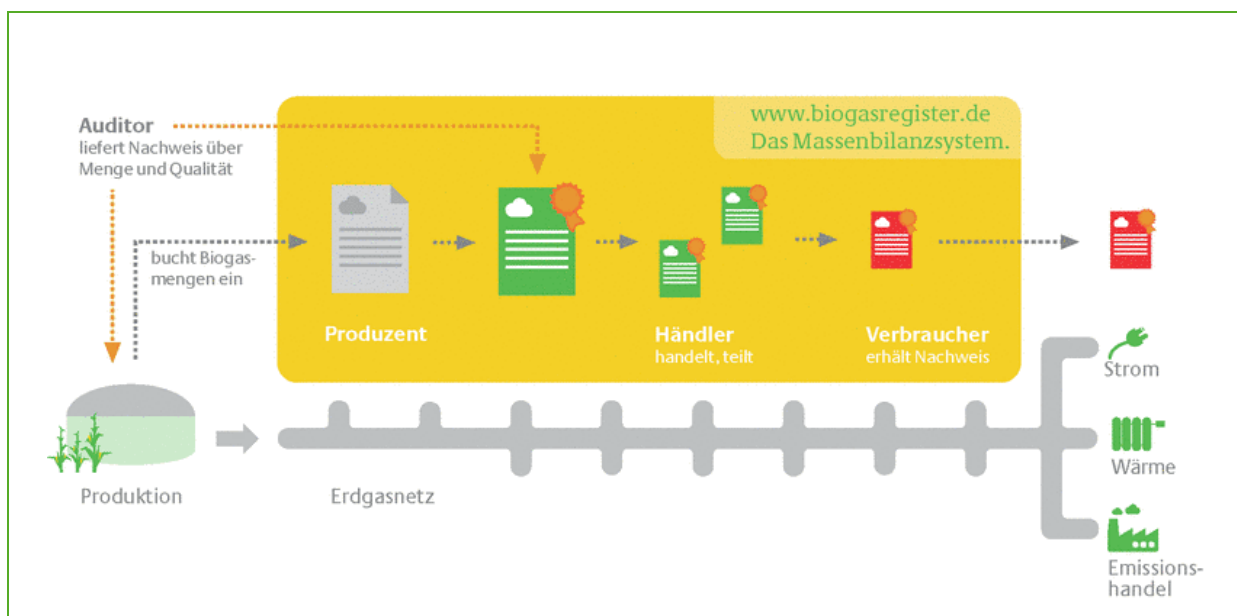 www.biogasregister.de
Das Massenbilanzsystem.
Auditor
liefert Nachweis über
Menge und Qualität
bucht Biogas-
mengen ein
Produzent
Händler
handelt, teilt
Verbraucher
erhält Nachweis
Strom
Wärme
Produktion
Erdgasnetz
Emissions-
handel